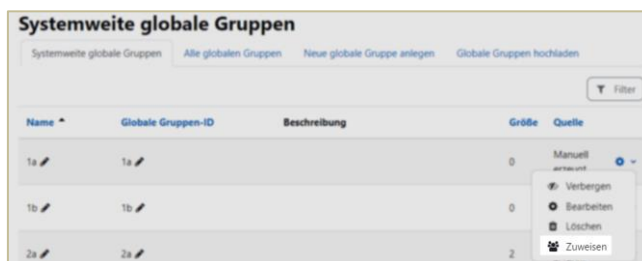 Systemweite globale Gruppen
Systemweite globale Gruppen Alle globalen Gruppen Neue globale Gruppe anlegen Globale Gruppen hochladen
Filter
Name Globale Gruppen-ID Beschreibung Größe Quelle
1a 1a 0 Manuell
erzeugt
Verbergen
1b 1b 0 Bearbeiten
Löschen
2a 2a 2 Zuweisen